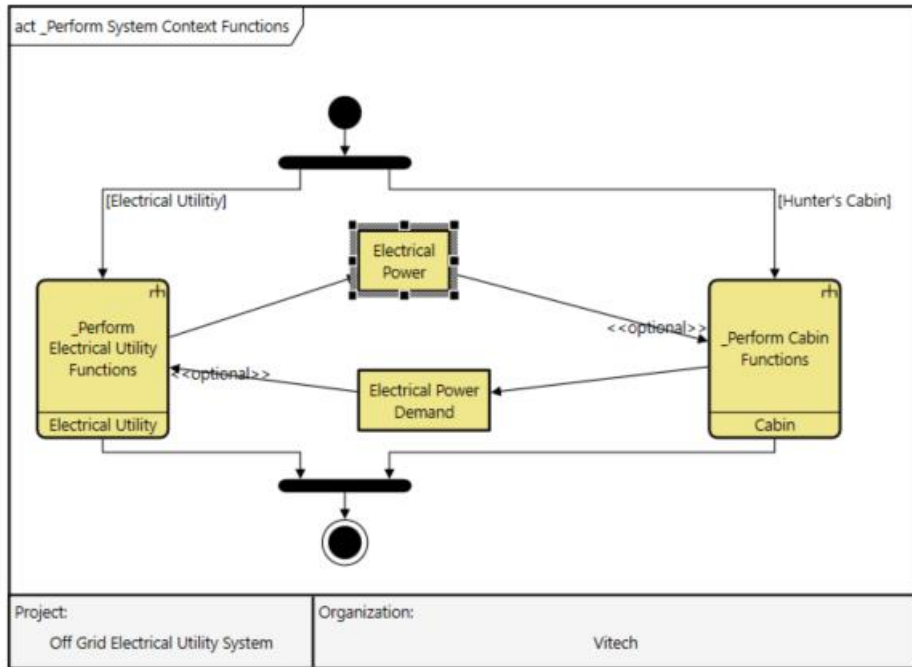 act _Perform System Context Functions
[Electrical Utilitiy]
[Hunter's Cabin]
Electrical
Power
<<optional>>
_Perform
Electrical Utility
Functions
_Perform Cabin
Functions
<<optional>>
Electrical Power
Demand
Electrical Utility
Cabin
Project:
Organization:
Off Grid Electrical Utility System
Vitech